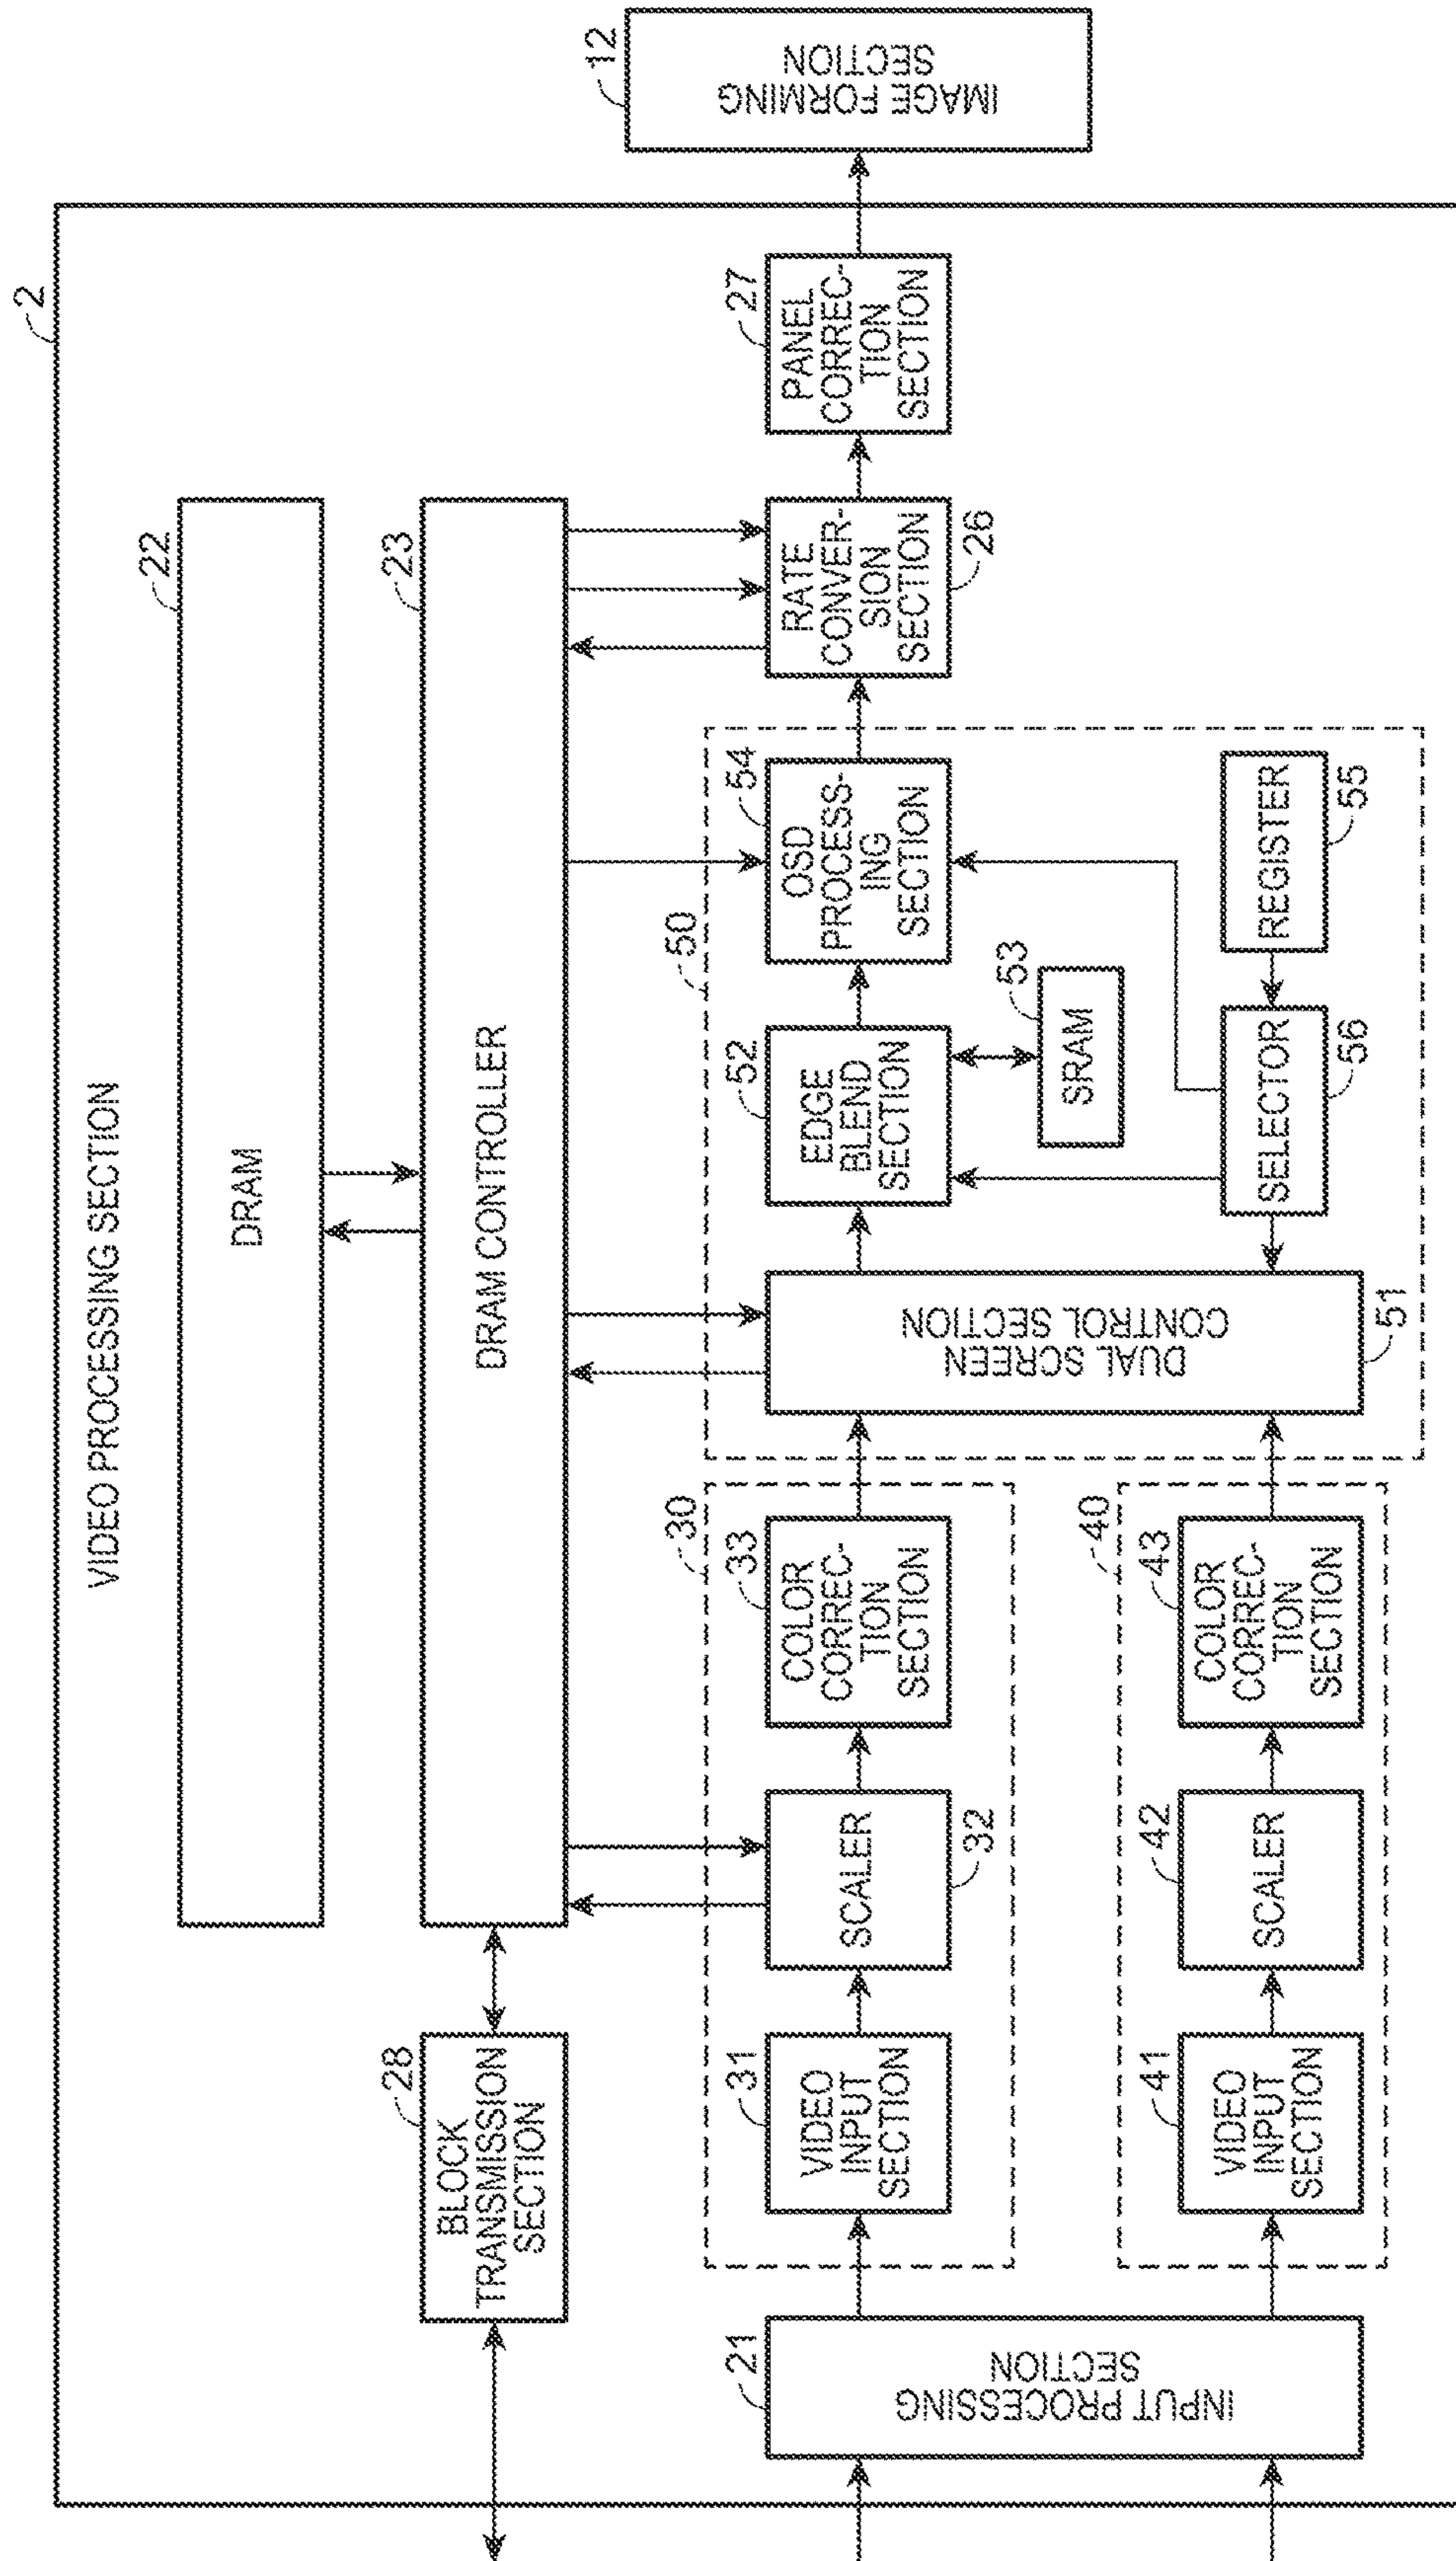 2
VIDEO PROCESSING SECTION
22
DRAM
28
BLOCK
TRANSMISSION
SECTION
23
DRAM CONTROLLER
21
INPUT PROCESSING
SECTION
30
31
VIDEO
INPUT
SECTION
SCALER
32
33
COLOR
CORREC-
TION
SECTION
40
41
VIDEO
INPUT
SECTION
42
SCALER
43
COLOR
CORREC-
TION
SECTION
50
DUAL SCREEN
CONTROL SECTION
51
52
EDGE
BLEND
SECTION
53
SRAM
54
OSD
PROCESS-
ING
SECTION
SELECTOR
56
REGISTER
55
RATE
CONVER-
SION
SECTION
26
27
PANEL
CORREC-
TION
SECTION
12
IMAGE FORMING
SECTION